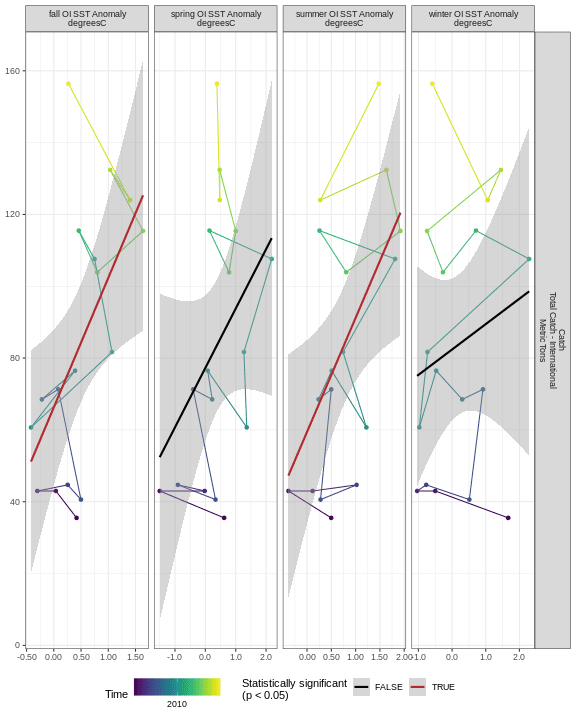 fall OI SST Anomaly
degreesC
spring OI SST Anomaly
degreesC
summer OI SST Anomaly
degreesC
winter OI SST Anomaly
degreesC
160
120
80
40
0
Catch
Total Catch - International
Metric Tons
-0.50 0.00 0.50 1.00 1.50
-1.0 0.0 1.0 2.0
0.00 0.50 1.00 1.50 2.00
-1.0 0.0 1.0 2.0
Time
2010
Statistically significant
(p < 0.05)
FALSE
TRUE